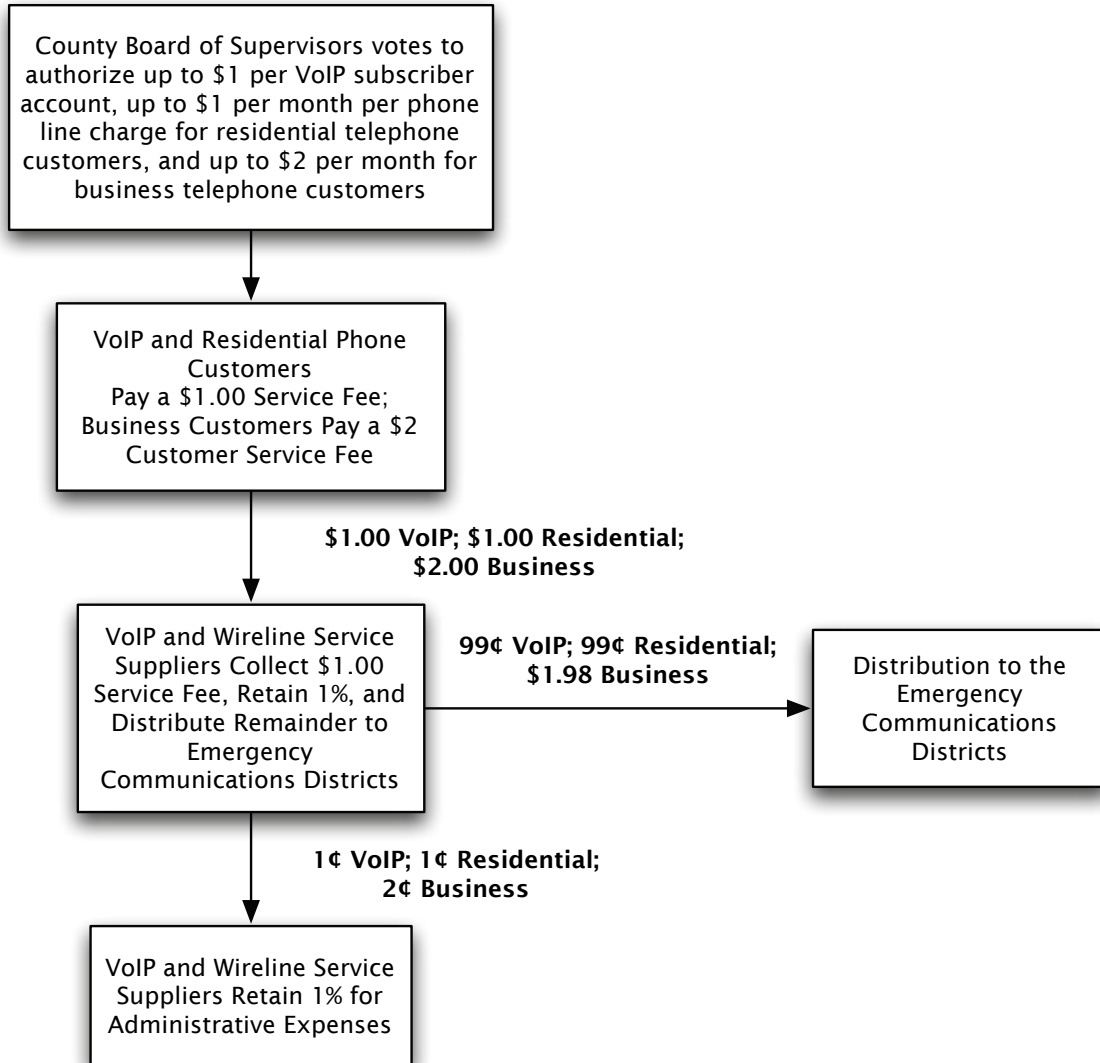 County Board of Supervisors votes to
authorize up to $1 per VoIP subscriber
account, up to $1 per month per phone
line charge for residential telephone
customers, and up to $2 per month for
business telephone customers
VoIP and Residential Phone
Customers
Pay a $1.00 Service Fee;
Business Customers Pay a $2
Customer Service Fee
$1.00 VoIP; $1.00 Residential;
$2.00 Business
VoIP and Wireline Service
Suppliers Collect $1.00
Service Fee, Retain 1%, and
Distribute Remainder to
Emergency
Communications Districts
99¢ VoIP; 99¢ Residential;
$1.98 Business
Distribution to the
Emergency
Communications
Districts
1¢ VoIP; 1¢ Residential;
2¢ Business
VoIP and Wireline Service
Suppliers Retain 1% for
Administrative Expenses